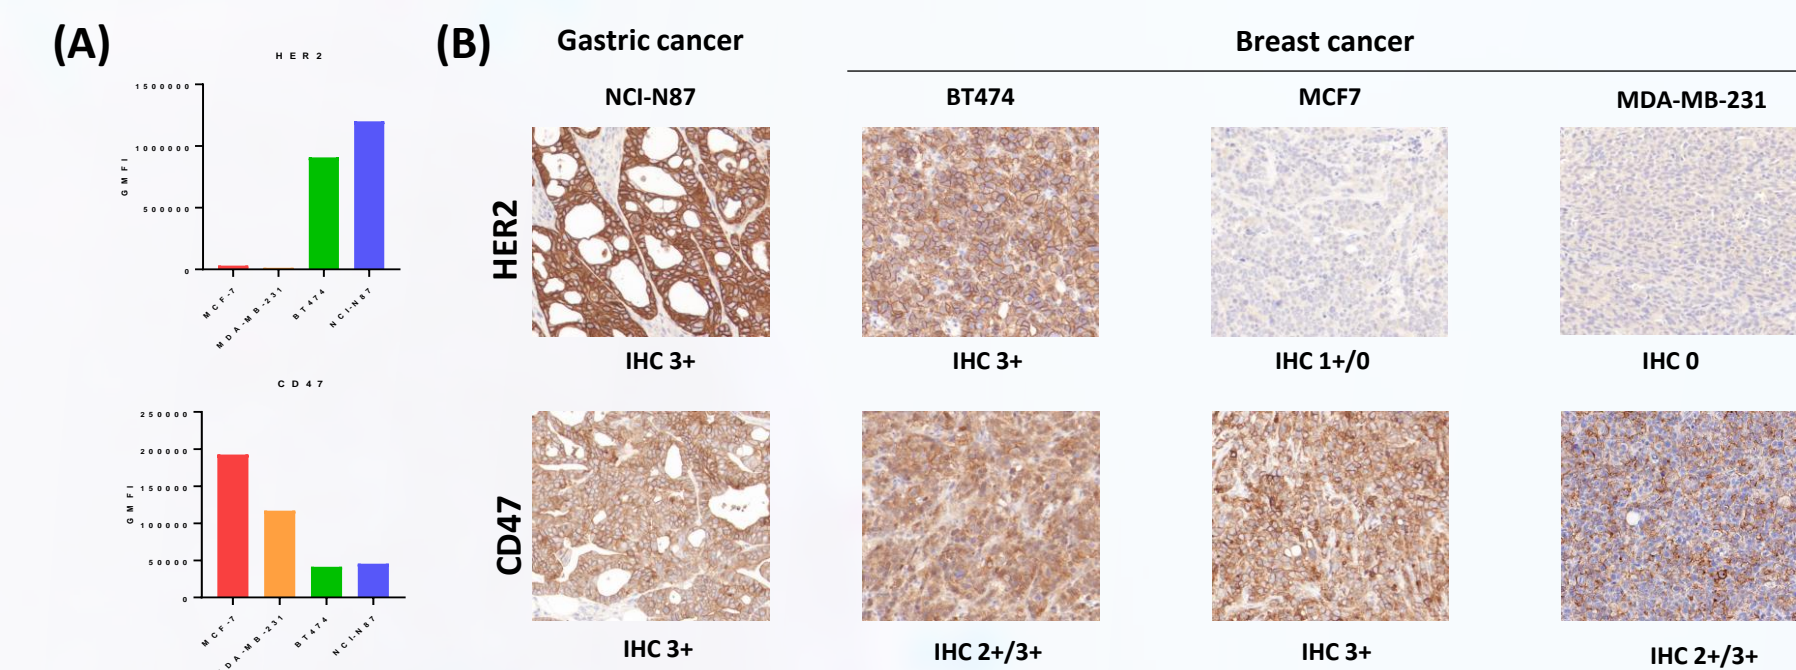 (A)
HER2
1500000
1000000
500000
0
GMFI
MCF-7
MDA-MB-231
BT474
NCI-N87
CD47
250000
200000
150000
100000
50000
0
GMFI
MCF-7
DA-MB-231
BT474
NCI-N87
(B)
Gastric cancer
Breast cancer
NCI-N87
BT474
MCF7
MDA-MB-231
HER2
IHC 3+
IHC 3+
IHC 1+/0
IHC 0
CD47
IHC 3+
IHC 2+/3+
IHC 3+
IHC 2+/3+